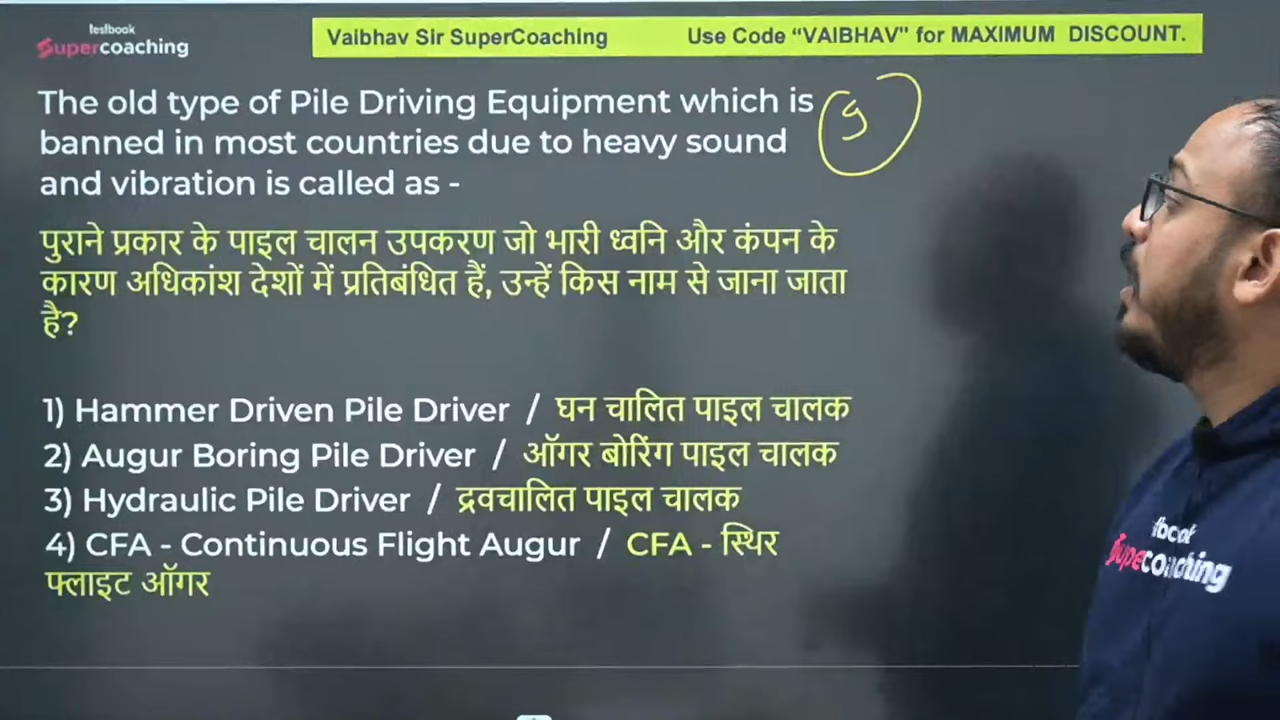 testbook
Supercoaching
Vaibhav Sir SuperCoaching Use Code “VAIBHAV” for MAXIMUM DISCOUNT.
The old type of Pile Driving Equipment which is
banned in most countries due to heavy sound
and vibration is called as -
9
पुराने प्रकार के पाइल चालन उपकरण जो भारी ध्वनि और कंपन के
कारण अधिकांश देशों में प्रतिबंधित हैं, उन्हें किस नाम से जाना जाता
है?
1) Hammer Driven Pile Driver / घन चालित पाइल चालक
2) Augur Boring Pile Driver / ऑगर बोरिंग पाइल चालक
3) Hydraulic Pile Driver / द्रवचालित पाइल चालक
4) CFA - Continuous Flight Augur / CFA - स्थिर
फ्लाइट ऑगर
tbook
Supercoaching